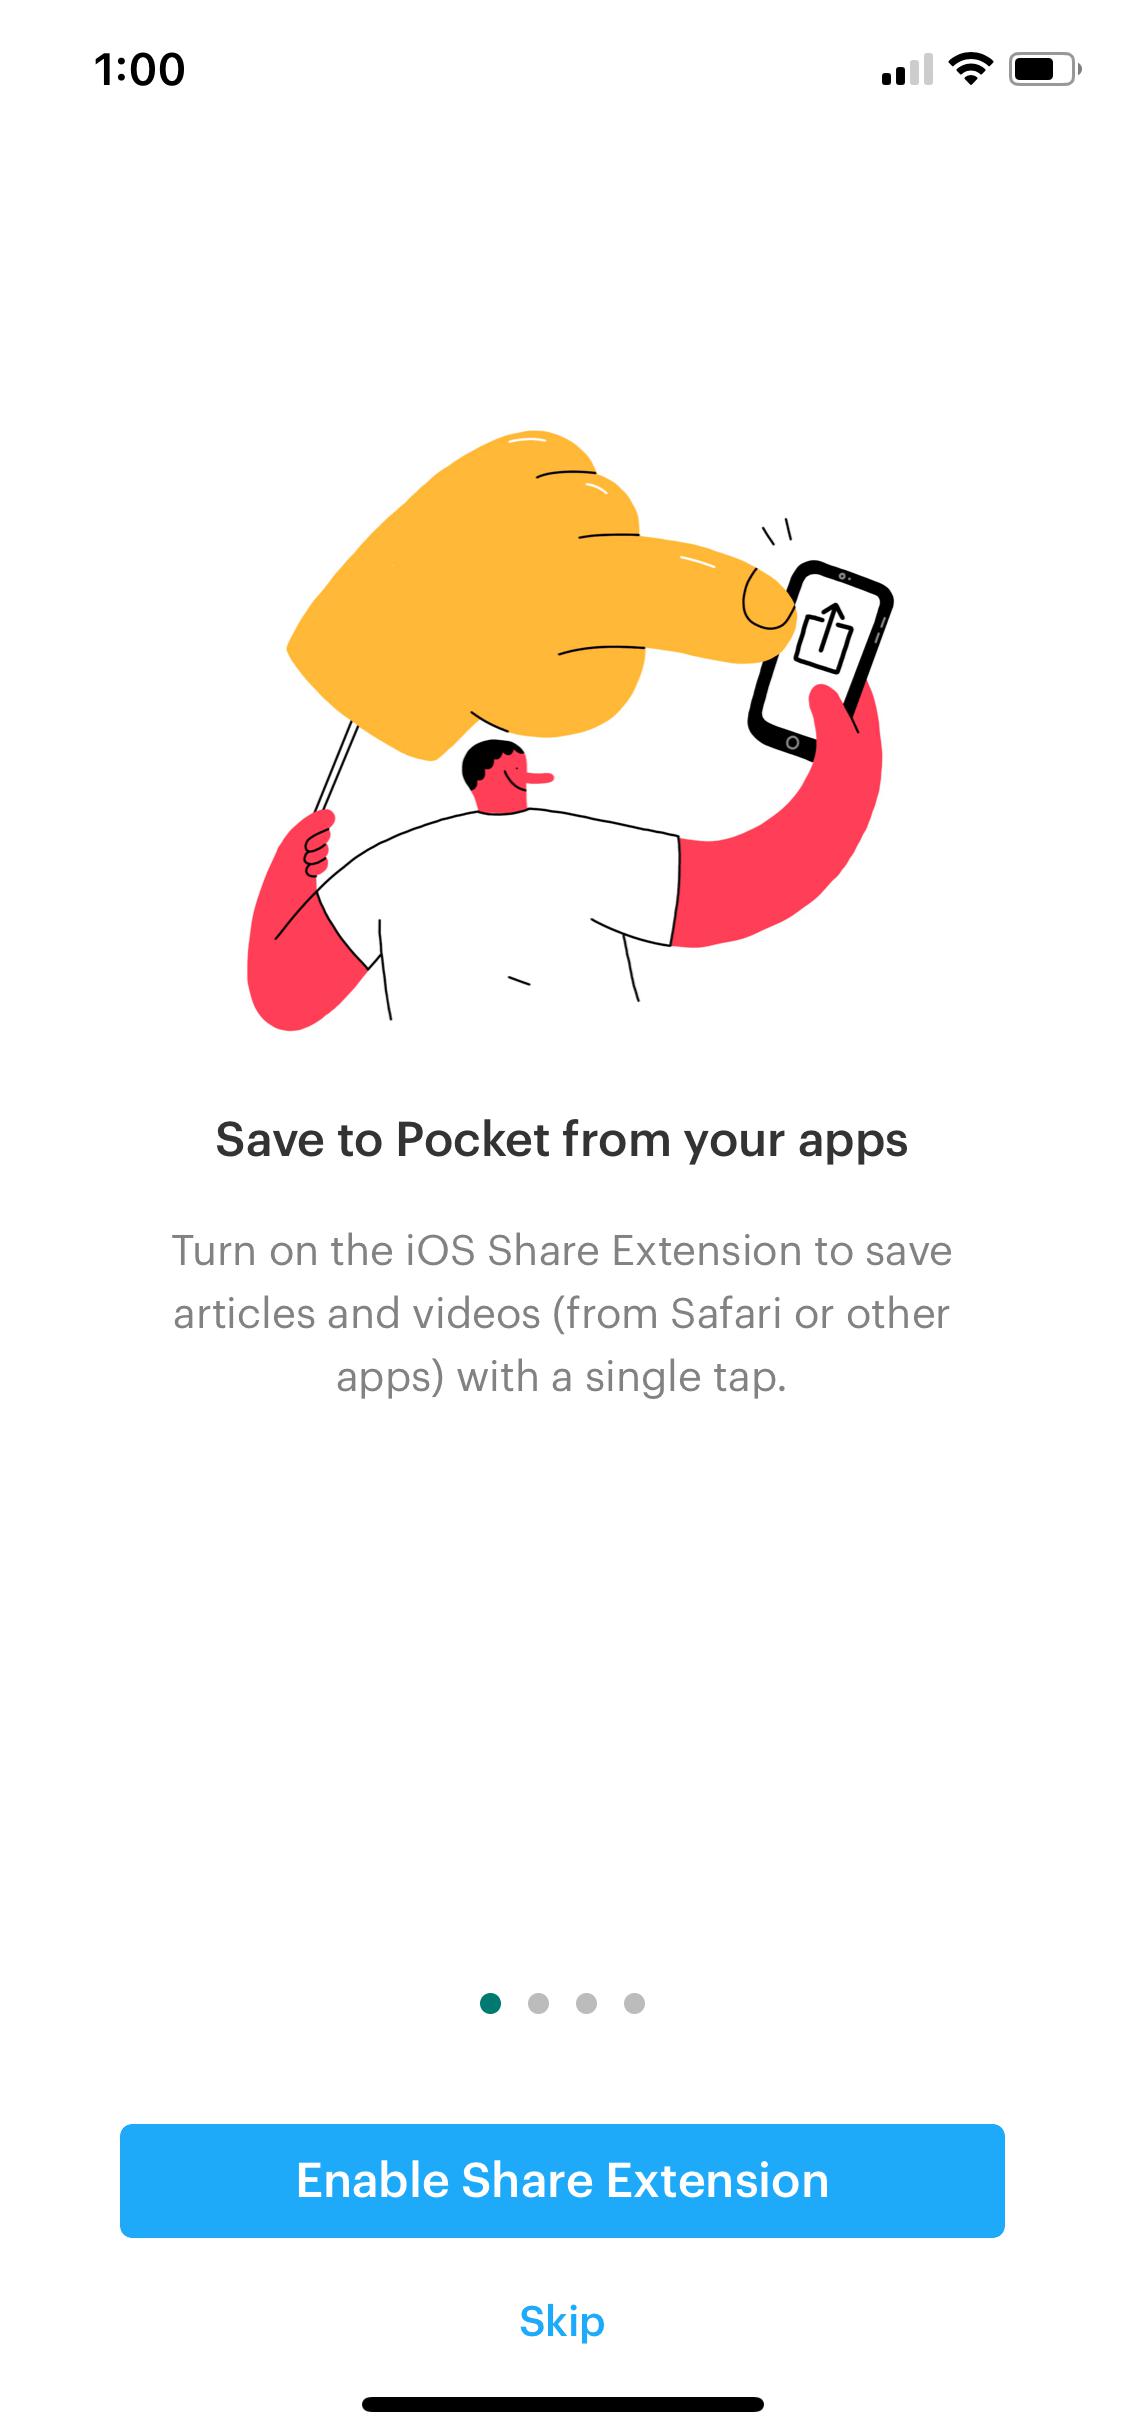 1:00
Save to Pocket from your apps
Turn on the iOS Share Extension to save
articles and videos (from Safari or other
apps) with a single tap.
Enable Share Extension
Skip